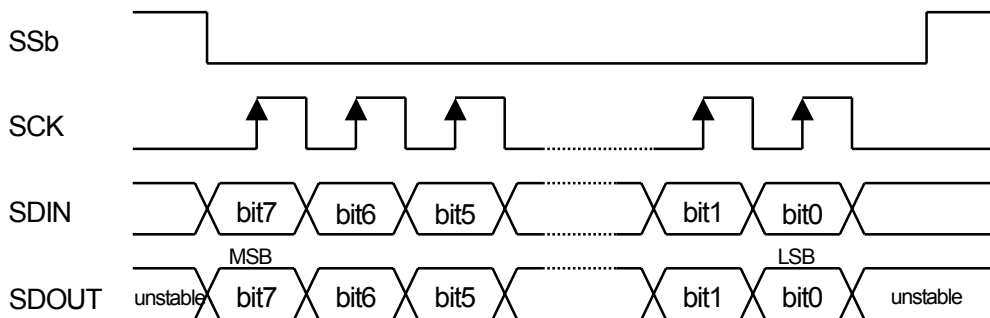 SSb
SCK
SDIN bit7 bit6 bit5 bit1 bit0
MSB LSB
SDOUT unstable bit7 bit6 bit5 bit1 bit0 unstable